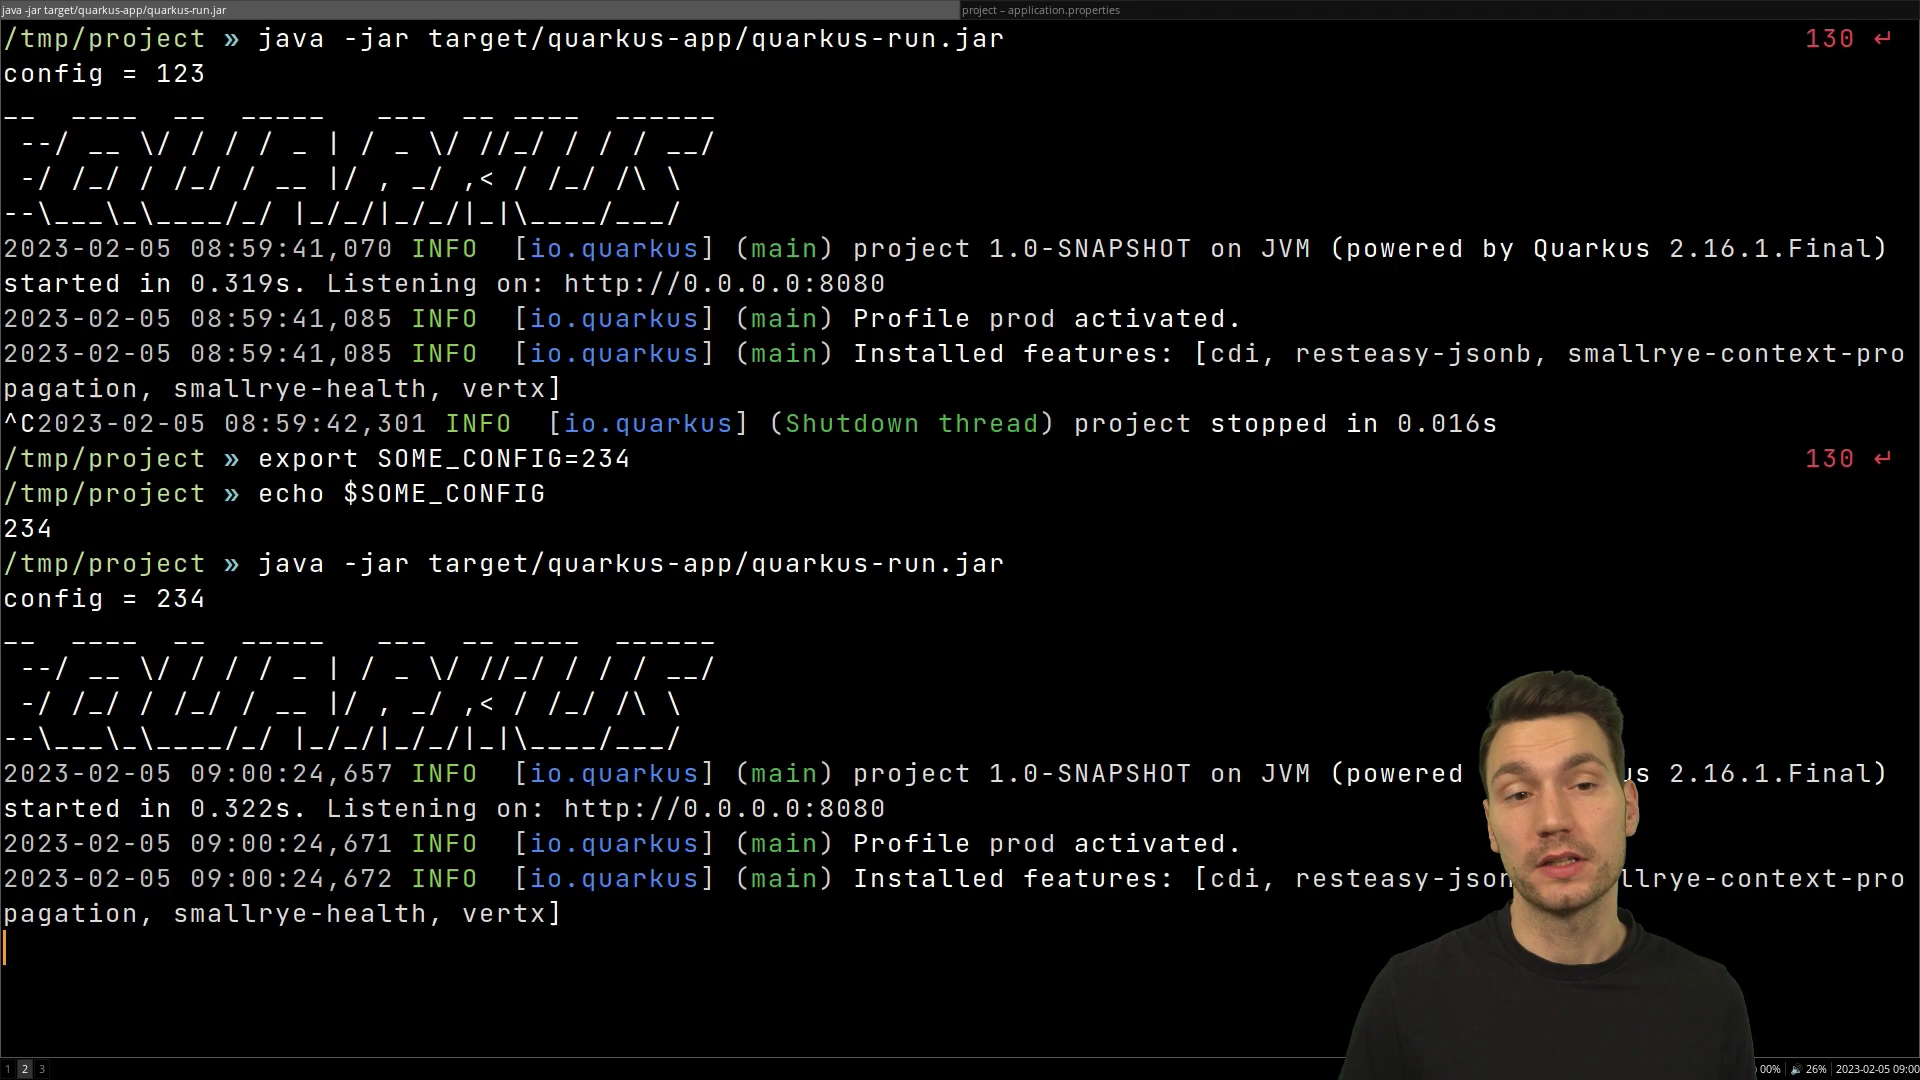 java -jar target/quarkus-app/quarkus-run.jar
project – application.properties
/tmp/project » java -jar target/quarkus-app/quarkus-run.jar 130 ↵
config = 123
__  ____  __  _____   ___  __ ____  ______
 --/ __ \/ / / / _ | / _ \/ //_/ / / / __/
 -/ /_/ / /_/ / __ |/ , _/ ,< / /_/ /\ \
--\___\_\____/_/ |_/_/|_/_/|_|\____/___/
2023-02-05 08:59:41,070 INFO  [io.quarkus] (main) project 1.0-SNAPSHOT on JVM (powered by Quarkus 2.16.1.Final)
started in 0.319s. Listening on: http://0.0.0.0:8080
2023-02-05 08:59:41,085 INFO  [io.quarkus] (main) Profile prod activated.
2023-02-05 08:59:41,085 INFO  [io.quarkus] (main) Installed features: [cdi, resteasy-jsonb, smallrye-context-pro
pagation, smallrye-health, vertx]
^C2023-02-05 08:59:42,301 INFO  [io.quarkus] (Shutdown thread) project stopped in 0.016s
/tmp/project » export SOME_CONFIG=234 130 ↵
/tmp/project » echo $SOME_CONFIG
234
/tmp/project » java -jar target/quarkus-app/quarkus-run.jar
config = 234
__  ____  __  _____   ___  __ ____  ______
 --/ __ \/ / / / _ | / _ \/ //_/ / / / __/
 -/ /_/ / /_/ / __ |/ , _/ ,< / /_/ /\ \
--\___\_\____/_/ |_/_/|_/_/|_|\____/___/
2023-02-05 09:00:24,657 INFO  [io.quarkus] (main) project 1.0-SNAPSHOT on JVM (powered us 2.16.1.Final)
started in 0.322s. Listening on: http://0.0.0.0:8080
2023-02-05 09:00:24,671 INFO  [io.quarkus] (main) Profile prod activated.
2023-02-05 09:00:24,672 INFO  [io.quarkus] (main) Installed features: [cdi, resteasy-json llrye-context-pro
pagation, smallrye-health, vertx]
1 2 3 00% 26% 2023-02-05 09:00